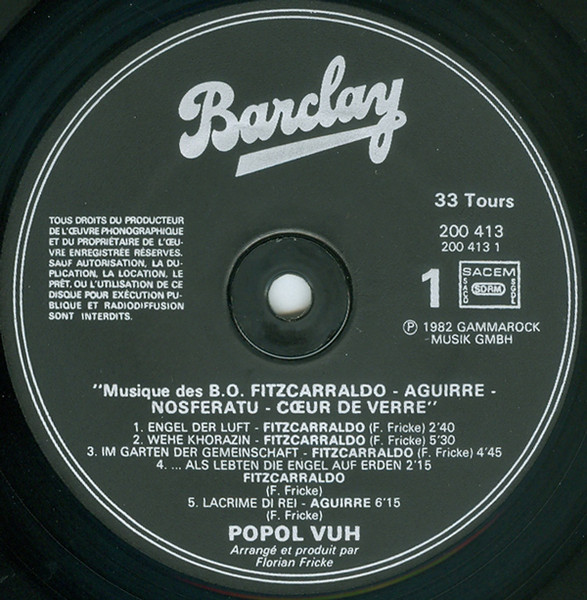 Barclay
33 Tours
200 413
200 413 1
TOUS DROITS DU PRODUCTEUR
DE L'ŒUVRE PHONOGRAPHIQUE
ET DU PROPRIÉTAIRE DE L'ŒU-
VRE ENREGISTRÉE RÉSERVES.
SAUF AUTORISATION, LA DU-
PLICATION, LA LOCATION, LE
PRÊT, OU L'UTILISATION DE CE
DISQUE POUR EXÉCUTION PU-
BLIQUE ET RADIODIFFUSION
SONT INTERDITS.
1
SACEM
SACD
SDRM
SGDL
Ⓟ 1982 GAMMAROCK
MUSIK GMBH
"Musique des B.O. FITZCARRALDO - AGUIRRE -
NOSFERATU - CŒUR DE VERRE"
1. ENGEL DER LUFT - FITZCARRALDO (F. Fricke) 2'40
2. WEHE KHORAZIN - FITZCARRALDO (F. Fricke) 5'30
3. IM GARTEN DER GEMEINSCHAFT - FITZCARRALDO (F. Fricke) 4'45
4. ... ALS LEBTEN DIE ENGEL AUF ERDEN 2'15
FITZCARRALDO
(F. Fricke)
5. LACRIME DI REI - AGUIRRE 6'15
(F. Fricke)
POPOL VUH
Arrangé et produit par
Florian Fricke